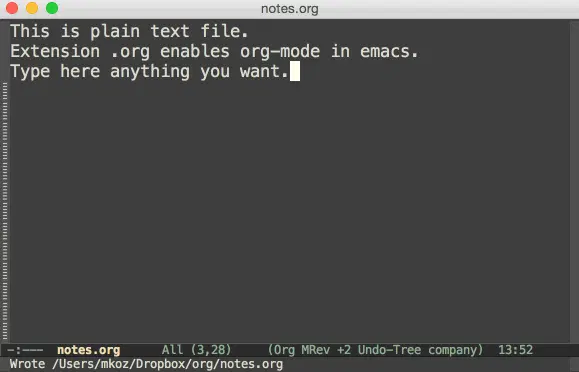 notes.org
This is plain text file.
Extension .org enables org-mode in emacs.
Type here anything you want.
-:--- notes.org All (3,28) (Org MRev +2 Undo-Tree company) 13:52
Wrote /Users/mkoz/Dropbox/org/notes.org